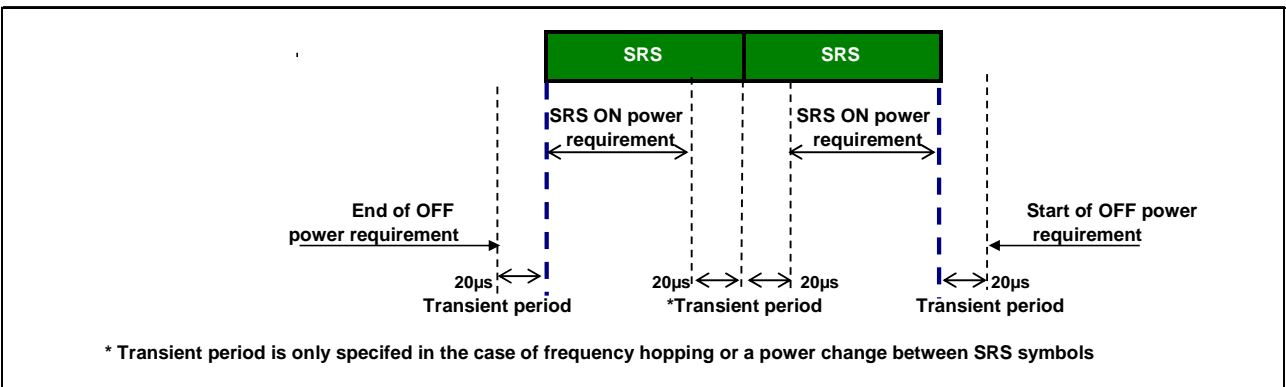 SRS SRS
SRS ON power
requirement
SRS ON power
requirement
End of OFF
power requirement
Start of OFF power
requirement
20µs 20µs 20µs 20µs
Transient period *Transient period Transient period
* Transient period is only specifed in the case of frequency hopping or a power change between SRS symbols